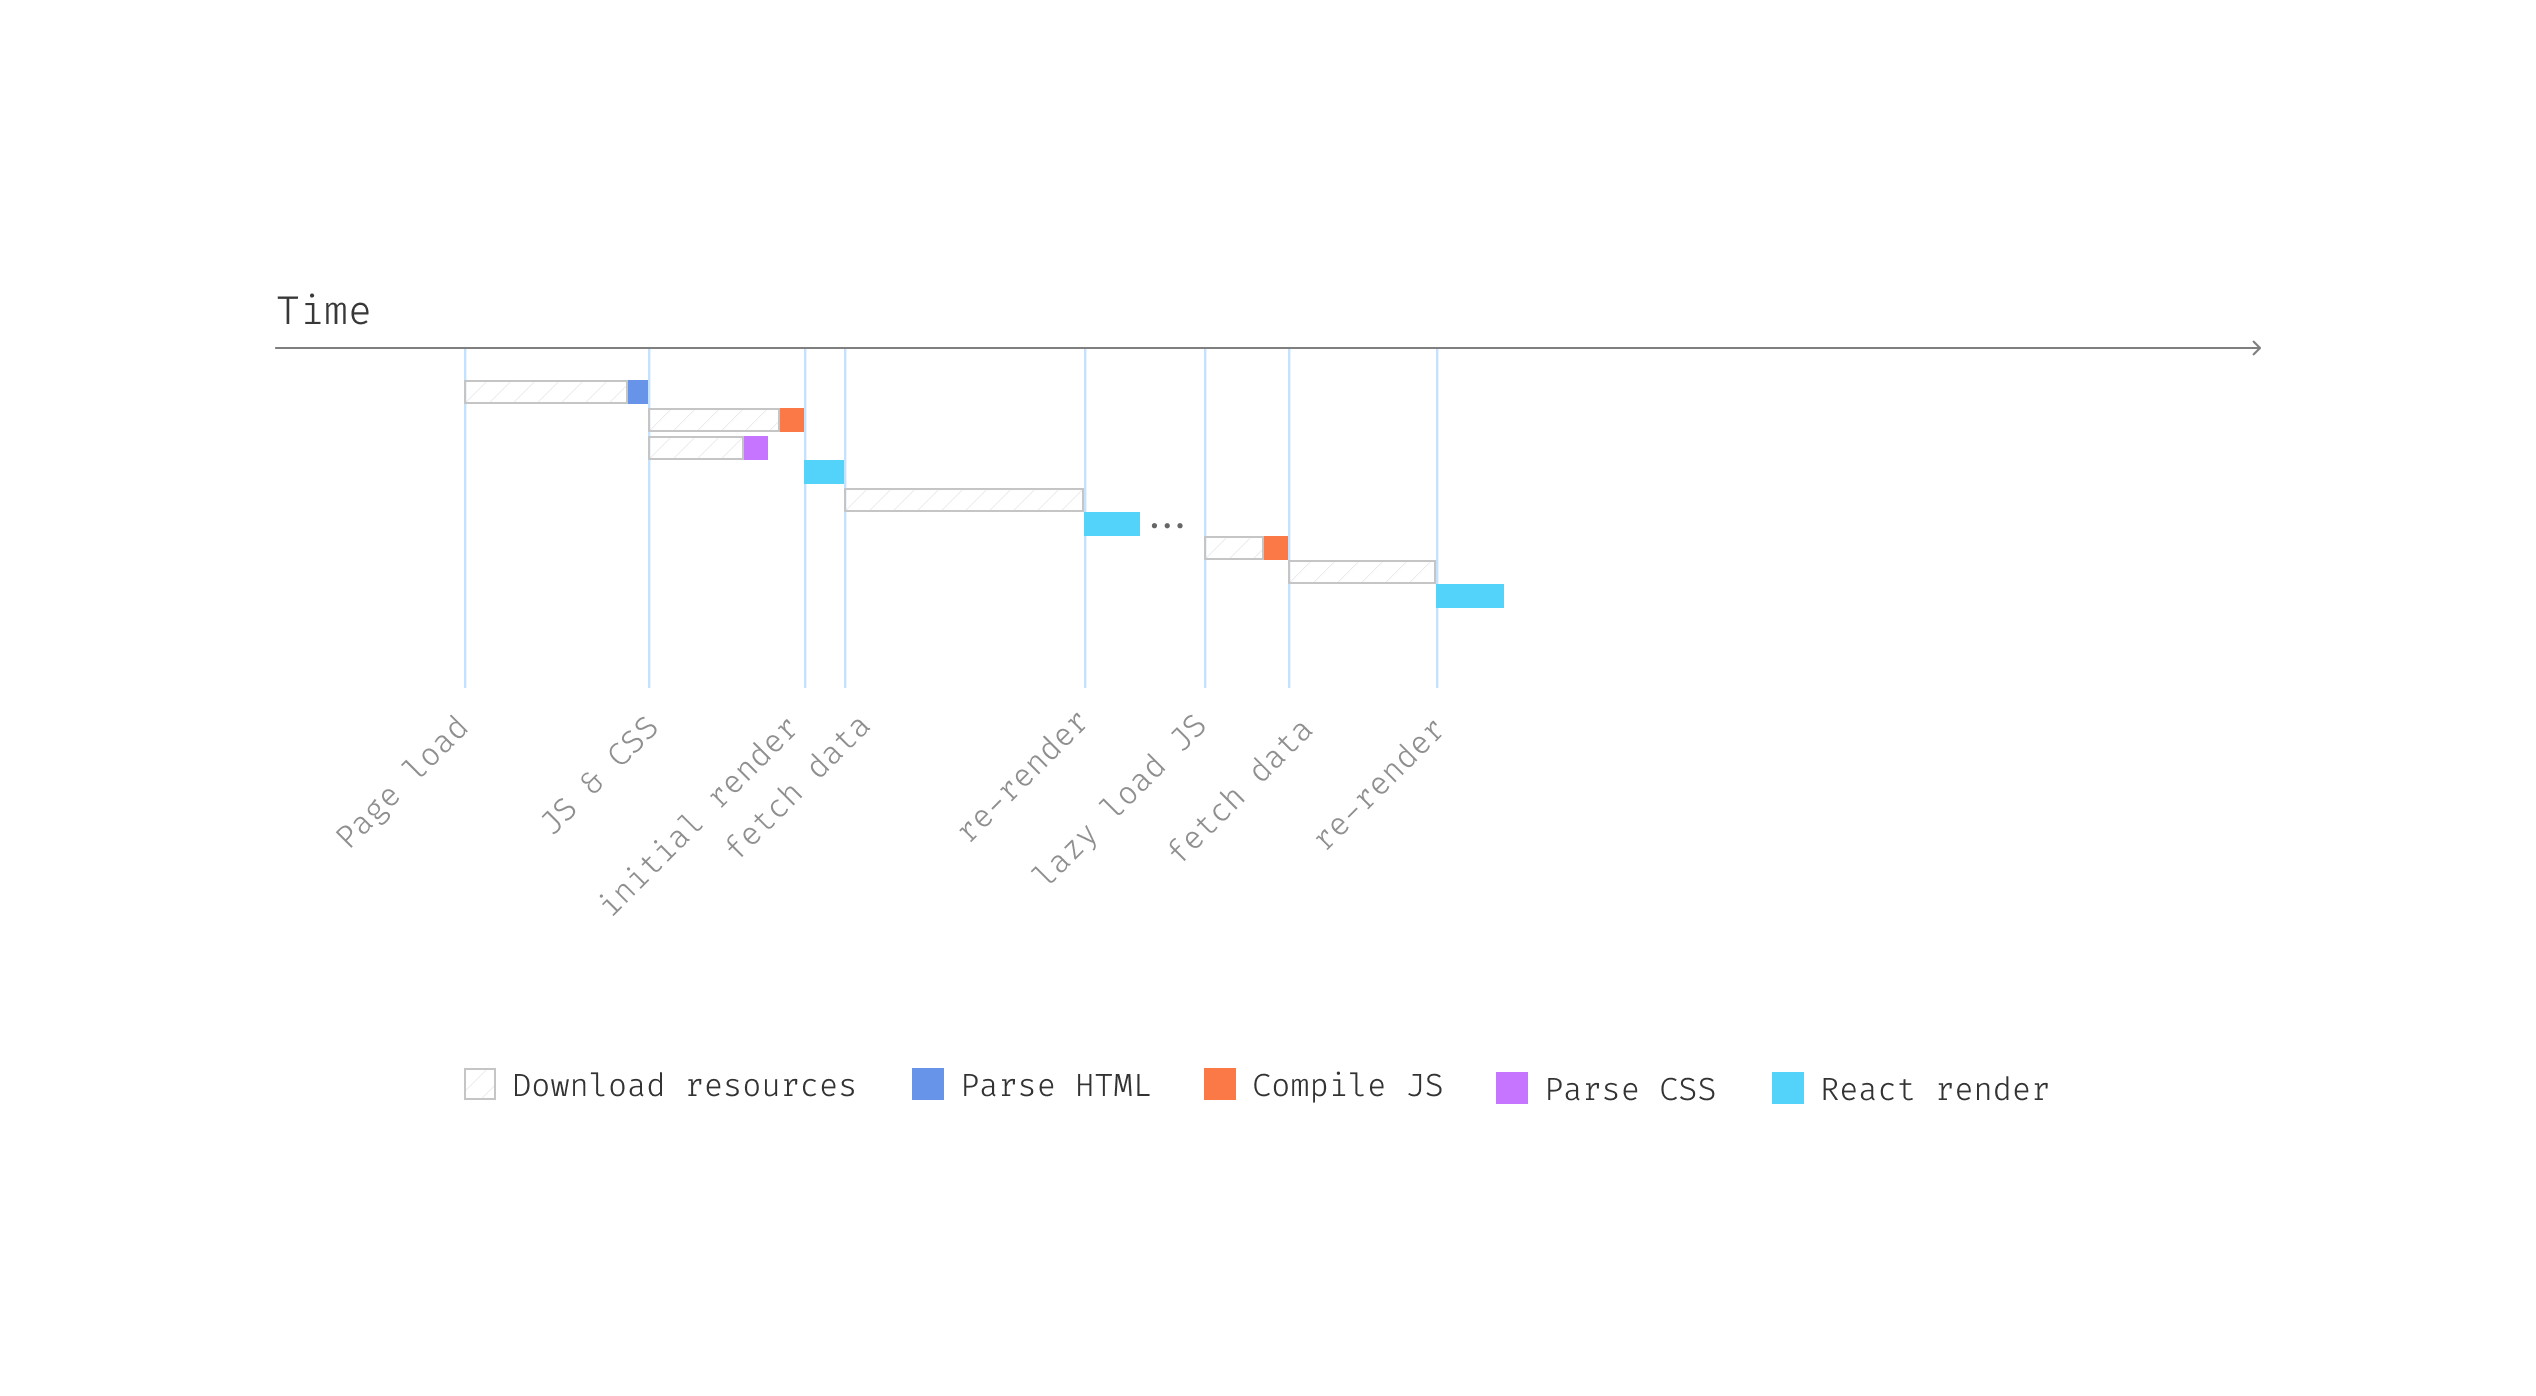 Time
...
Page load
JS & CSS
initial render
fetch data
re-render
lazy load JS
fetch data
re-render
Download resources
Parse HTML
Compile JS
Parse CSS
React render